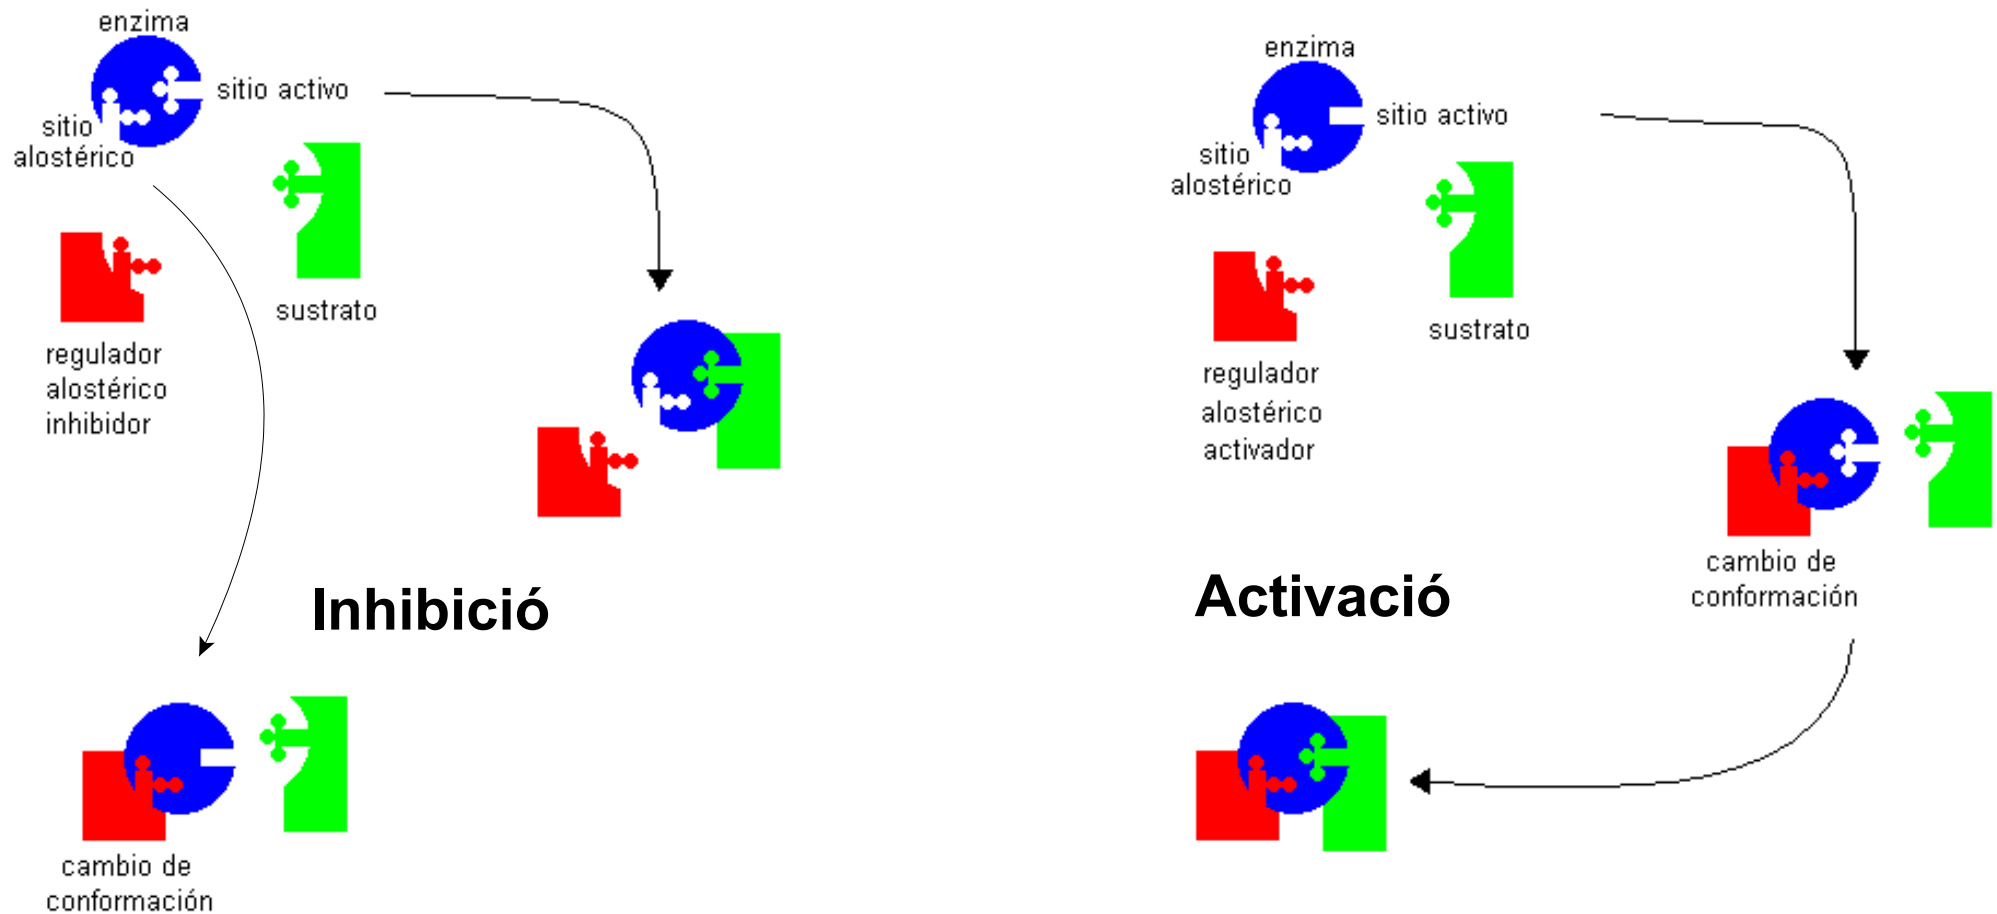 enzima
sitio activo
sitio
alostérico
sustrato
regulador
alostérico
inhibidor
Inhibició
cambio de
conformación
enzima
sitio activo
sitio
alostérico
sustrato
regulador
alostérico
activador
cambio de
conformación
Activació